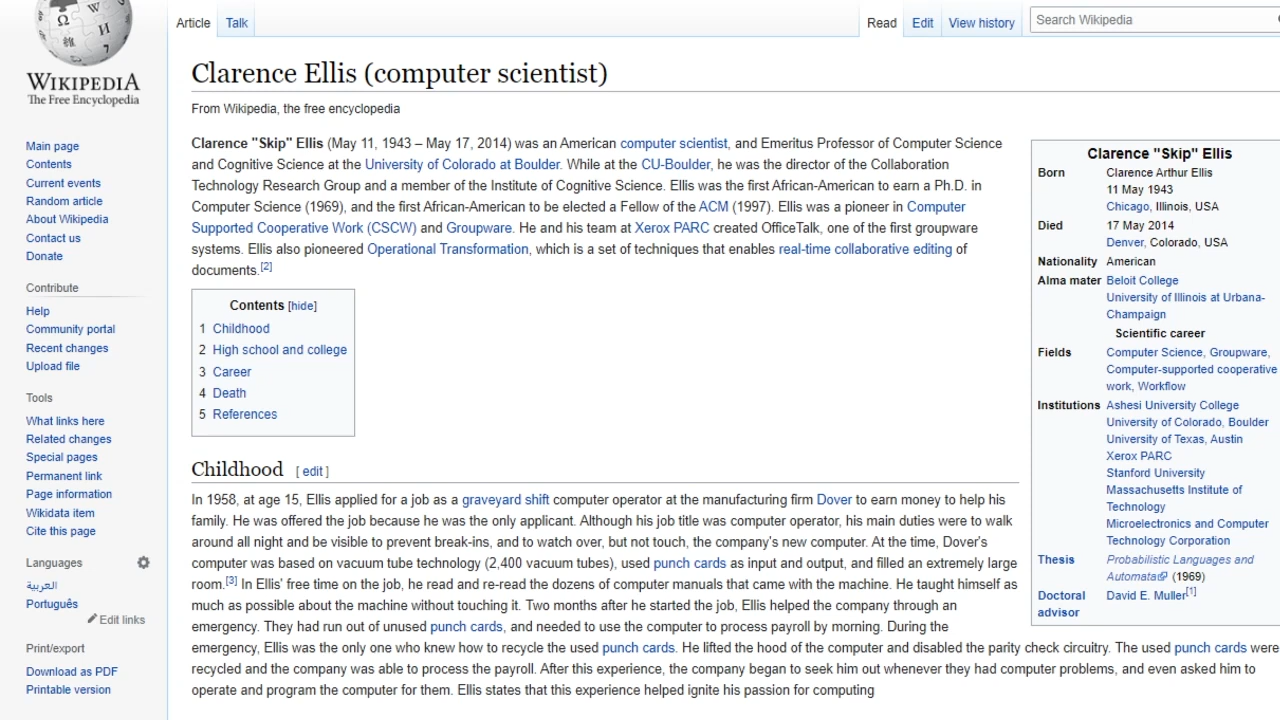 WIKIPEDIA
The Free Encyclopedia
Main page
Contents
Current events
Random article
About Wikipedia
Contact us
Donate
Contribute
Help
Community portal
Recent changes
Upload file
Tools
What links here
Related changes
Special pages
Permanent link
Page information
Wikidata item
Cite this page
Languages
العربية
Português
Edit links
Print/export
Download as PDF
Printable version
Article Talk
Read Edit View history Search Wikipedia
Clarence Ellis (computer scientist)
From Wikipedia, the free encyclopedia
Clarence "Skip" Ellis (May 11, 1943 – May 17, 2014) was an American computer scientist, and Emeritus Professor of Computer Science
and Cognitive Science at the University of Colorado at Boulder. While at the CU-Boulder, he was the director of the Collaboration
Technology Research Group and a member of the Institute of Cognitive Science. Ellis was the first African-American to earn a Ph.D. in
Computer Science (1969), and the first African-American to be elected a Fellow of the ACM (1997). Ellis was a pioneer in Computer
Supported Cooperative Work (CSCW) and Groupware. He and his team at Xerox PARC created OfficeTalk, one of the first groupware
systems. Ellis also pioneered Operational Transformation, which is a set of techniques that enables real-time collaborative editing of
documents.[2]
Contents [hide]
1 Childhood
2 High school and college
3 Career
4 Death
5 References
Clarence "Skip" Ellis
Born Clarence Arthur Ellis
11 May 1943
Chicago, Illinois, USA
Died 17 May 2014
Denver, Colorado, USA
Nationality American
Alma mater Beloit College
University of Illinois at Urbana-
Champaign
Scientific career
Fields Computer Science, Groupware,
Computer-supported cooperative
work, Workflow
Institutions Ashesi University College
University of Colorado, Boulder
University of Texas, Austin
Xerox PARC
Stanford University
Massachusetts Institute of
Technology
Microelectronics and Computer
Technology Corporation
Thesis Probabilistic Languages and
Automata (1969)
Doctoral David E. Muller[1]
advisor
Childhood [ edit ]
In 1958, at age 15, Ellis applied for a job as a graveyard shift computer operator at the manufacturing firm Dover to earn money to help his
family. He was offered the job because he was the only applicant. Although his job title was computer operator, his main duties were to walk
around all night and be visible to prevent break-ins, and to watch over, but not touch, the company's new computer. At the time, Dover's
computer was based on vacuum tube technology (2,400 vacuum tubes), used punch cards as input and output, and filled an extremely large
room.[3] In Ellis' free time on the job, he read and re-read the dozens of computer manuals that came with the machine. He taught himself as
much as possible about the machine without touching it. Two months after he started the job, Ellis helped the company through an
emergency. They had run out of unused punch cards, and needed to use the computer to process payroll by morning. During the
emergency, Ellis was the only one who knew how to recycle the used punch cards. He lifted the hood of the computer and disabled the parity check circuitry. The used punch cards were
recycled and the company was able to process the payroll. After this experience, the company began to seek him out whenever they had computer problems, and even asked him to
operate and program the computer for them. Ellis states that this experience helped ignite his passion for computing